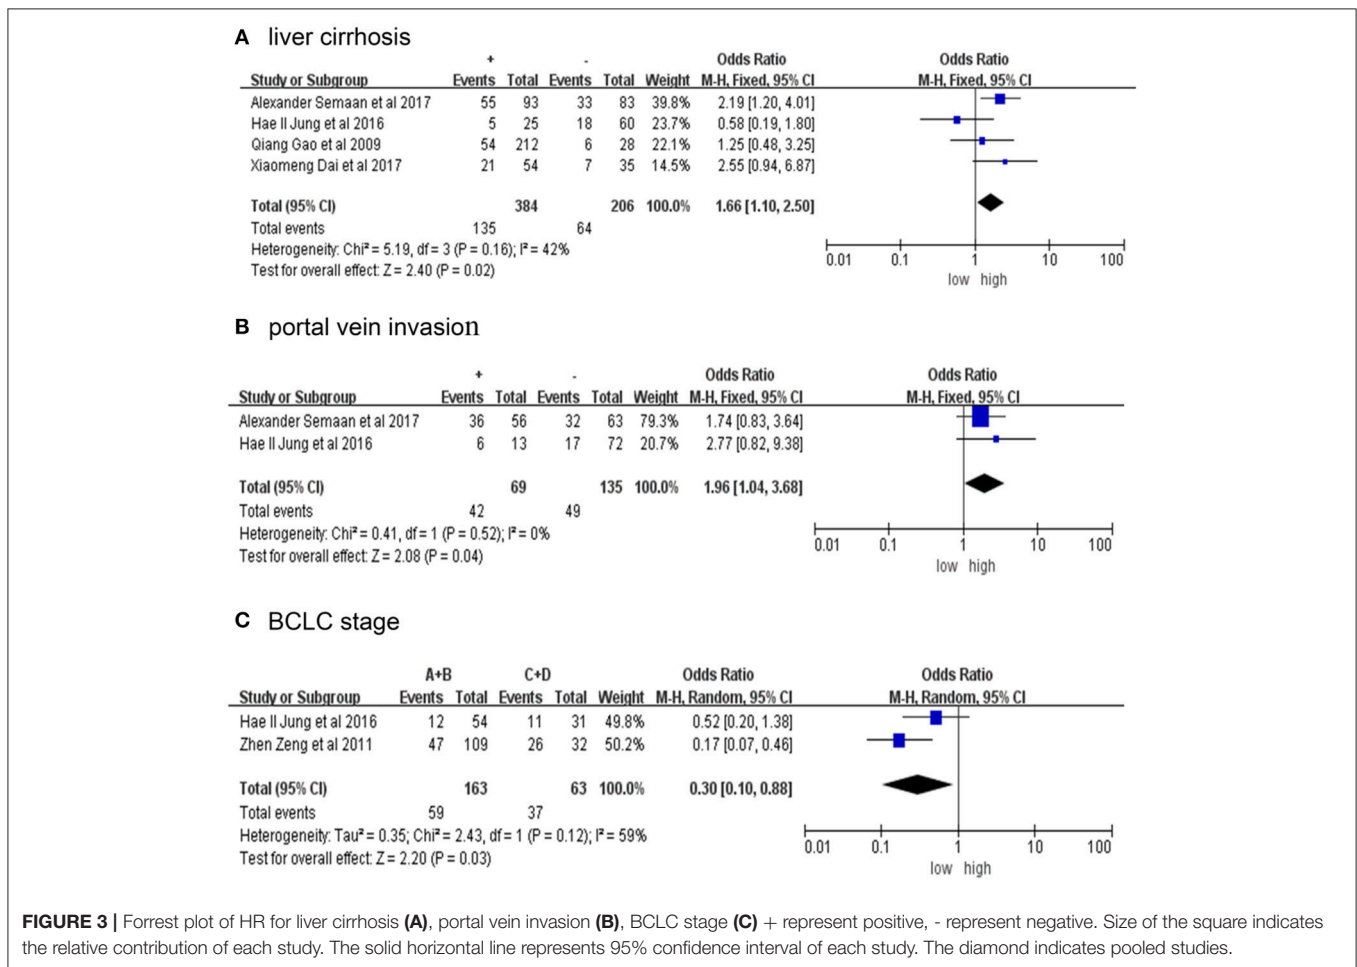 A liver cirrhosis
+ - Odds Ratio Odds Ratio
Study or Subgroup Events Total Events Total Weight M-H, Fixed, 95% CI M-H, Fixed, 95% CI
Alexander Semaan et al 2017 55 93 33 83 39.8% 2.19 [1.20, 4.01]
Hae Il Jung et al 2016 5 25 18 60 23.7% 0.58 [0.19, 1.80]
Qiang Gao et al 2009 54 212 6 28 22.1% 1.25 [0.48, 3.25]
Xiaomeng Dai et al 2017 21 54 7 35 14.5% 2.55 [0.94, 6.87]
Total (95% CI) 384 206 100.0% 1.66 [1.10, 2.50]
Total events 135 64
Heterogeneity: Chi² = 5.19, df = 3 (P = 0.16); I² = 42%
Test for overall effect: Z = 2.40 (P = 0.02)
0.01 0.1 1 10 100
low high
B portal vein invasion
+ - Odds Ratio Odds Ratio
Study or Subgroup Events Total Events Total Weight M-H, Fixed, 95% CI M-H, Fixed, 95% CI
Alexander Semaan et al 2017 36 56 32 63 79.3% 1.74 [0.83, 3.64]
Hae Il Jung et al 2016 6 13 17 72 20.7% 2.77 [0.82, 9.38]
Total (95% CI) 69 135 100.0% 1.96 [1.04, 3.68]
Total events 42 49
Heterogeneity: Chi² = 0.41, df = 1 (P = 0.52); I² = 0%
Test for overall effect: Z = 2.08 (P = 0.04)
0.01 0.1 1 10 100
low high
C BCLC stage
A+B C+D Odds Ratio Odds Ratio
Study or Subgroup Events Total Events Total Weight M-H, Random, 95% CI M-H, Random, 95% CI
Hae Il Jung et al 2016 12 54 11 31 49.8% 0.52 [0.20, 1.38]
Zhen Zeng et al 2011 47 109 26 32 50.2% 0.17 [0.07, 0.46]
Total (95% CI) 163 63 100.0% 0.30 [0.10, 0.88]
Total events 59 37
Heterogeneity: Tau² = 0.35; Chi² = 2.43, df = 1 (P = 0.12); I² = 59%
Test for overall effect: Z = 2.20 (P = 0.03)
0.01 0.1 1 10 100
low high
FIGURE 3 | Forrest plot of HR for liver cirrhosis (A), portal vein invasion (B), BCLC stage (C) + represent positive, - represent negative. Size of the square indicates
the relative contribution of each study. The solid horizontal line represents 95% confidence interval of each study. The diamond indicates pooled studies.